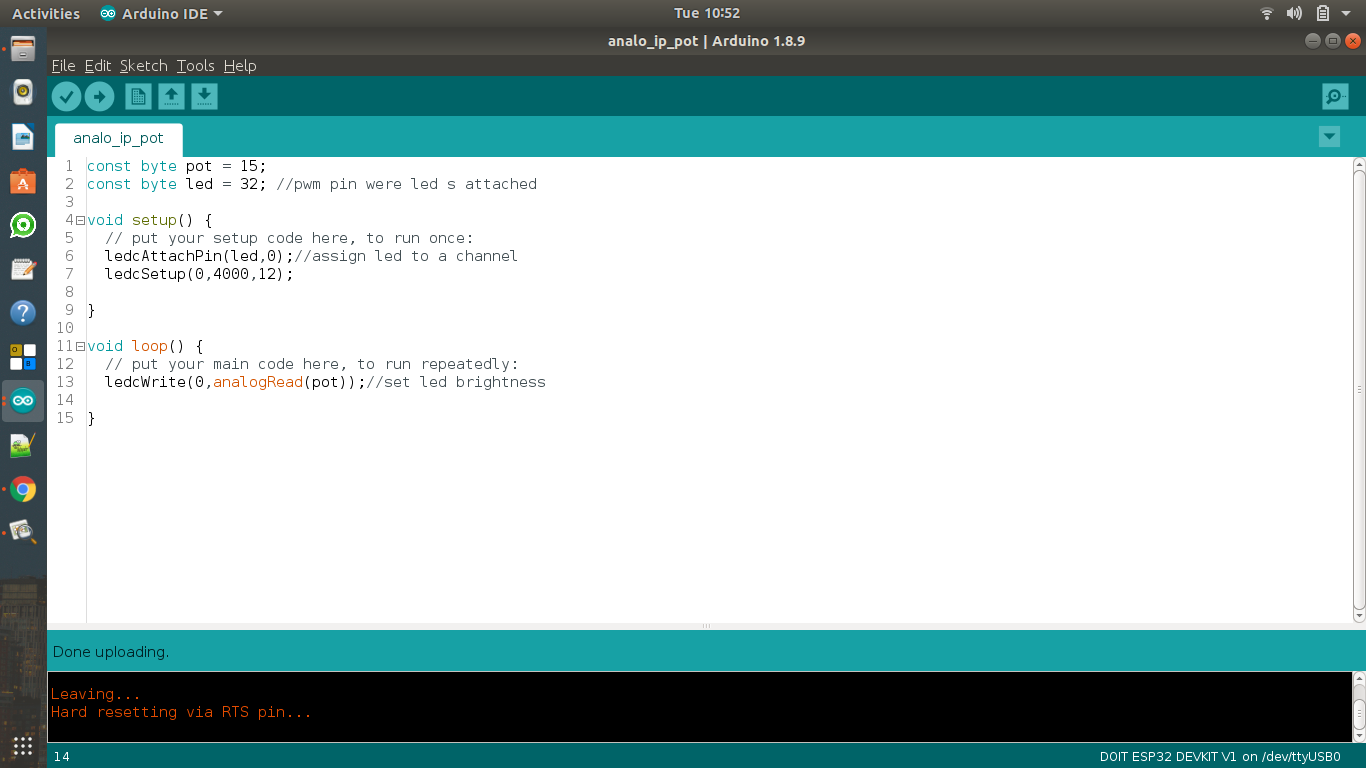 Activities Arduino IDE Tue 10:52
analo_ip_pot | Arduino 1.8.9
File Edit Sketch Tools Help
analo_ip_pot
1 const byte pot = 15;
2 const byte led = 32; //pwm pin were led s attached
3
4 void setup() {
5 // put your setup code here, to run once:
6 ledcAttachPin(led,0);//assign led to a channel
7 ledcSetup(0,4000,12);
8
9 }
10
11 void loop() {
12 // put your main code here, to run repeatedly:
13 ledcWrite(0,analogRead(pot));//set led brightness
14
15 }
Done uploading.
Leaving...
Hard resetting via RTS pin...
14 DOIT ESP32 DEVKIT V1 on /dev/ttyUSB0